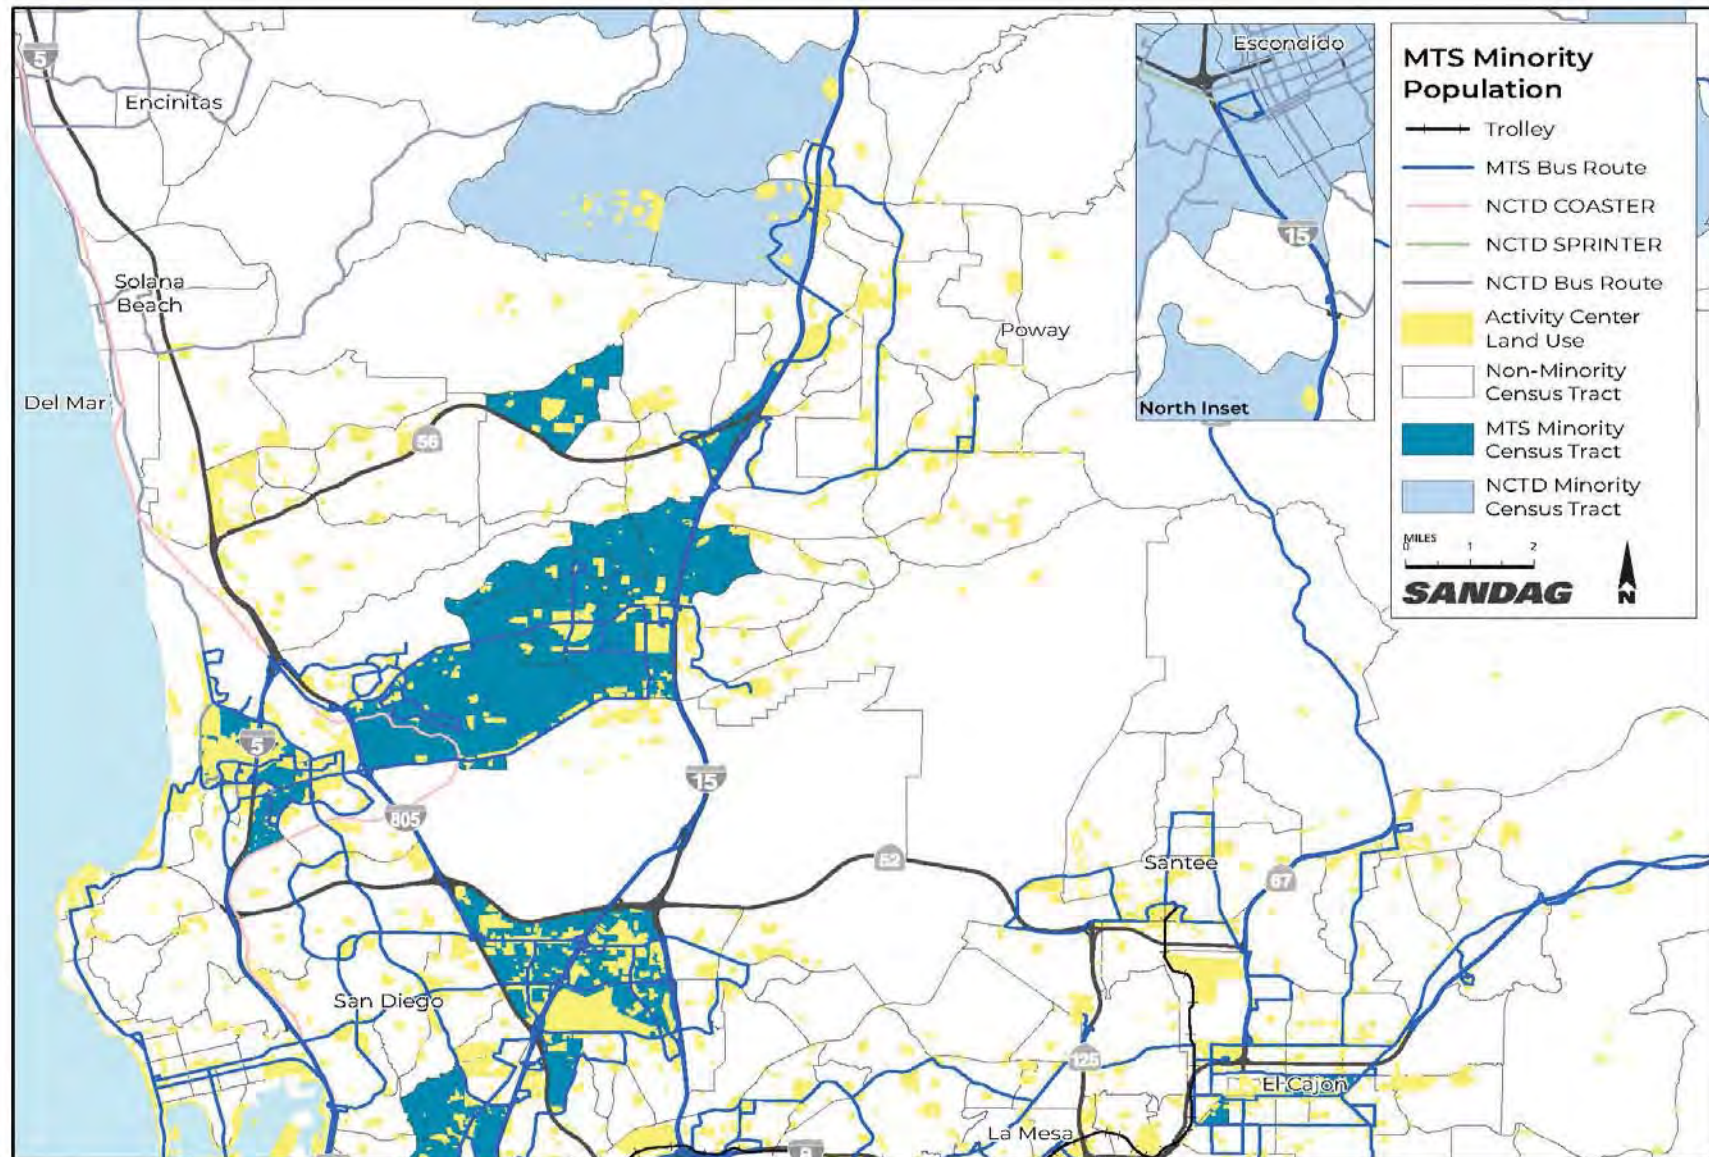 5
Encinitas
Solana
Beach
Del Mar
56
Poway
5
805
15
52
Santee
67
San Diego
125
El Cajon
La Mesa
8
Escondido
15
North Inset
MTS Minority
Population
Trolley
MTS Bus Route
NCTD COASTER
NCTD SPRINTER
NCTD Bus Route
Activity Center
Land Use
Non-Minority
Census Tract
MTS Minority
Census Tract
NCTD Minority
Census Tract
MILES
0 1 2
SANDAG
N